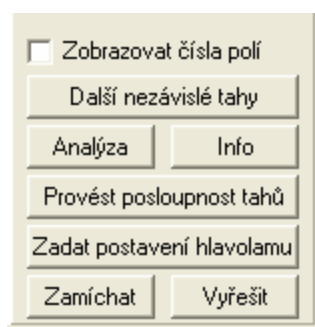 Zobrazovat čísla polí
Další nezávislé tahy
Analýza Info
Provést posloupnost tahů
Zadat postavení hlavolamu
Zamíchat Vyřešit